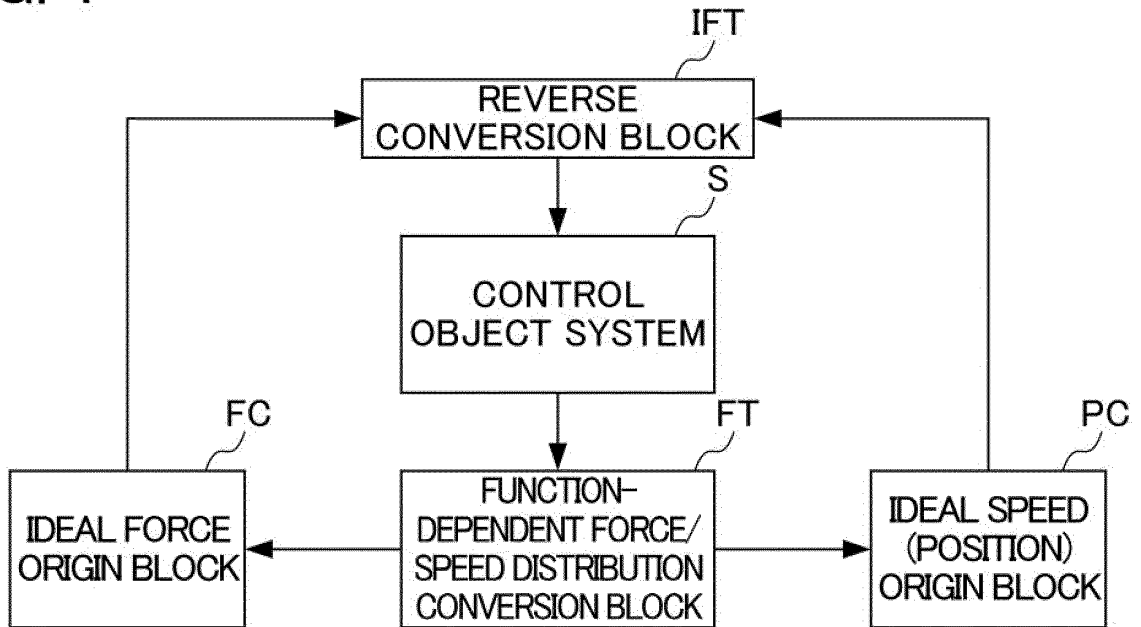 IFT
REVERSE
CONVERSION BLOCK
S
CONTROL
OBJECT SYSTEM
FC
FT
PC
IDEAL FORCE
ORIGIN BLOCK
FUNCTION-
DEPENDENT FORCE/
SPEED DISTRIBUTION
CONVERSION BLOCK
IDEAL SPEED
(POSITION)
ORIGIN BLOCK